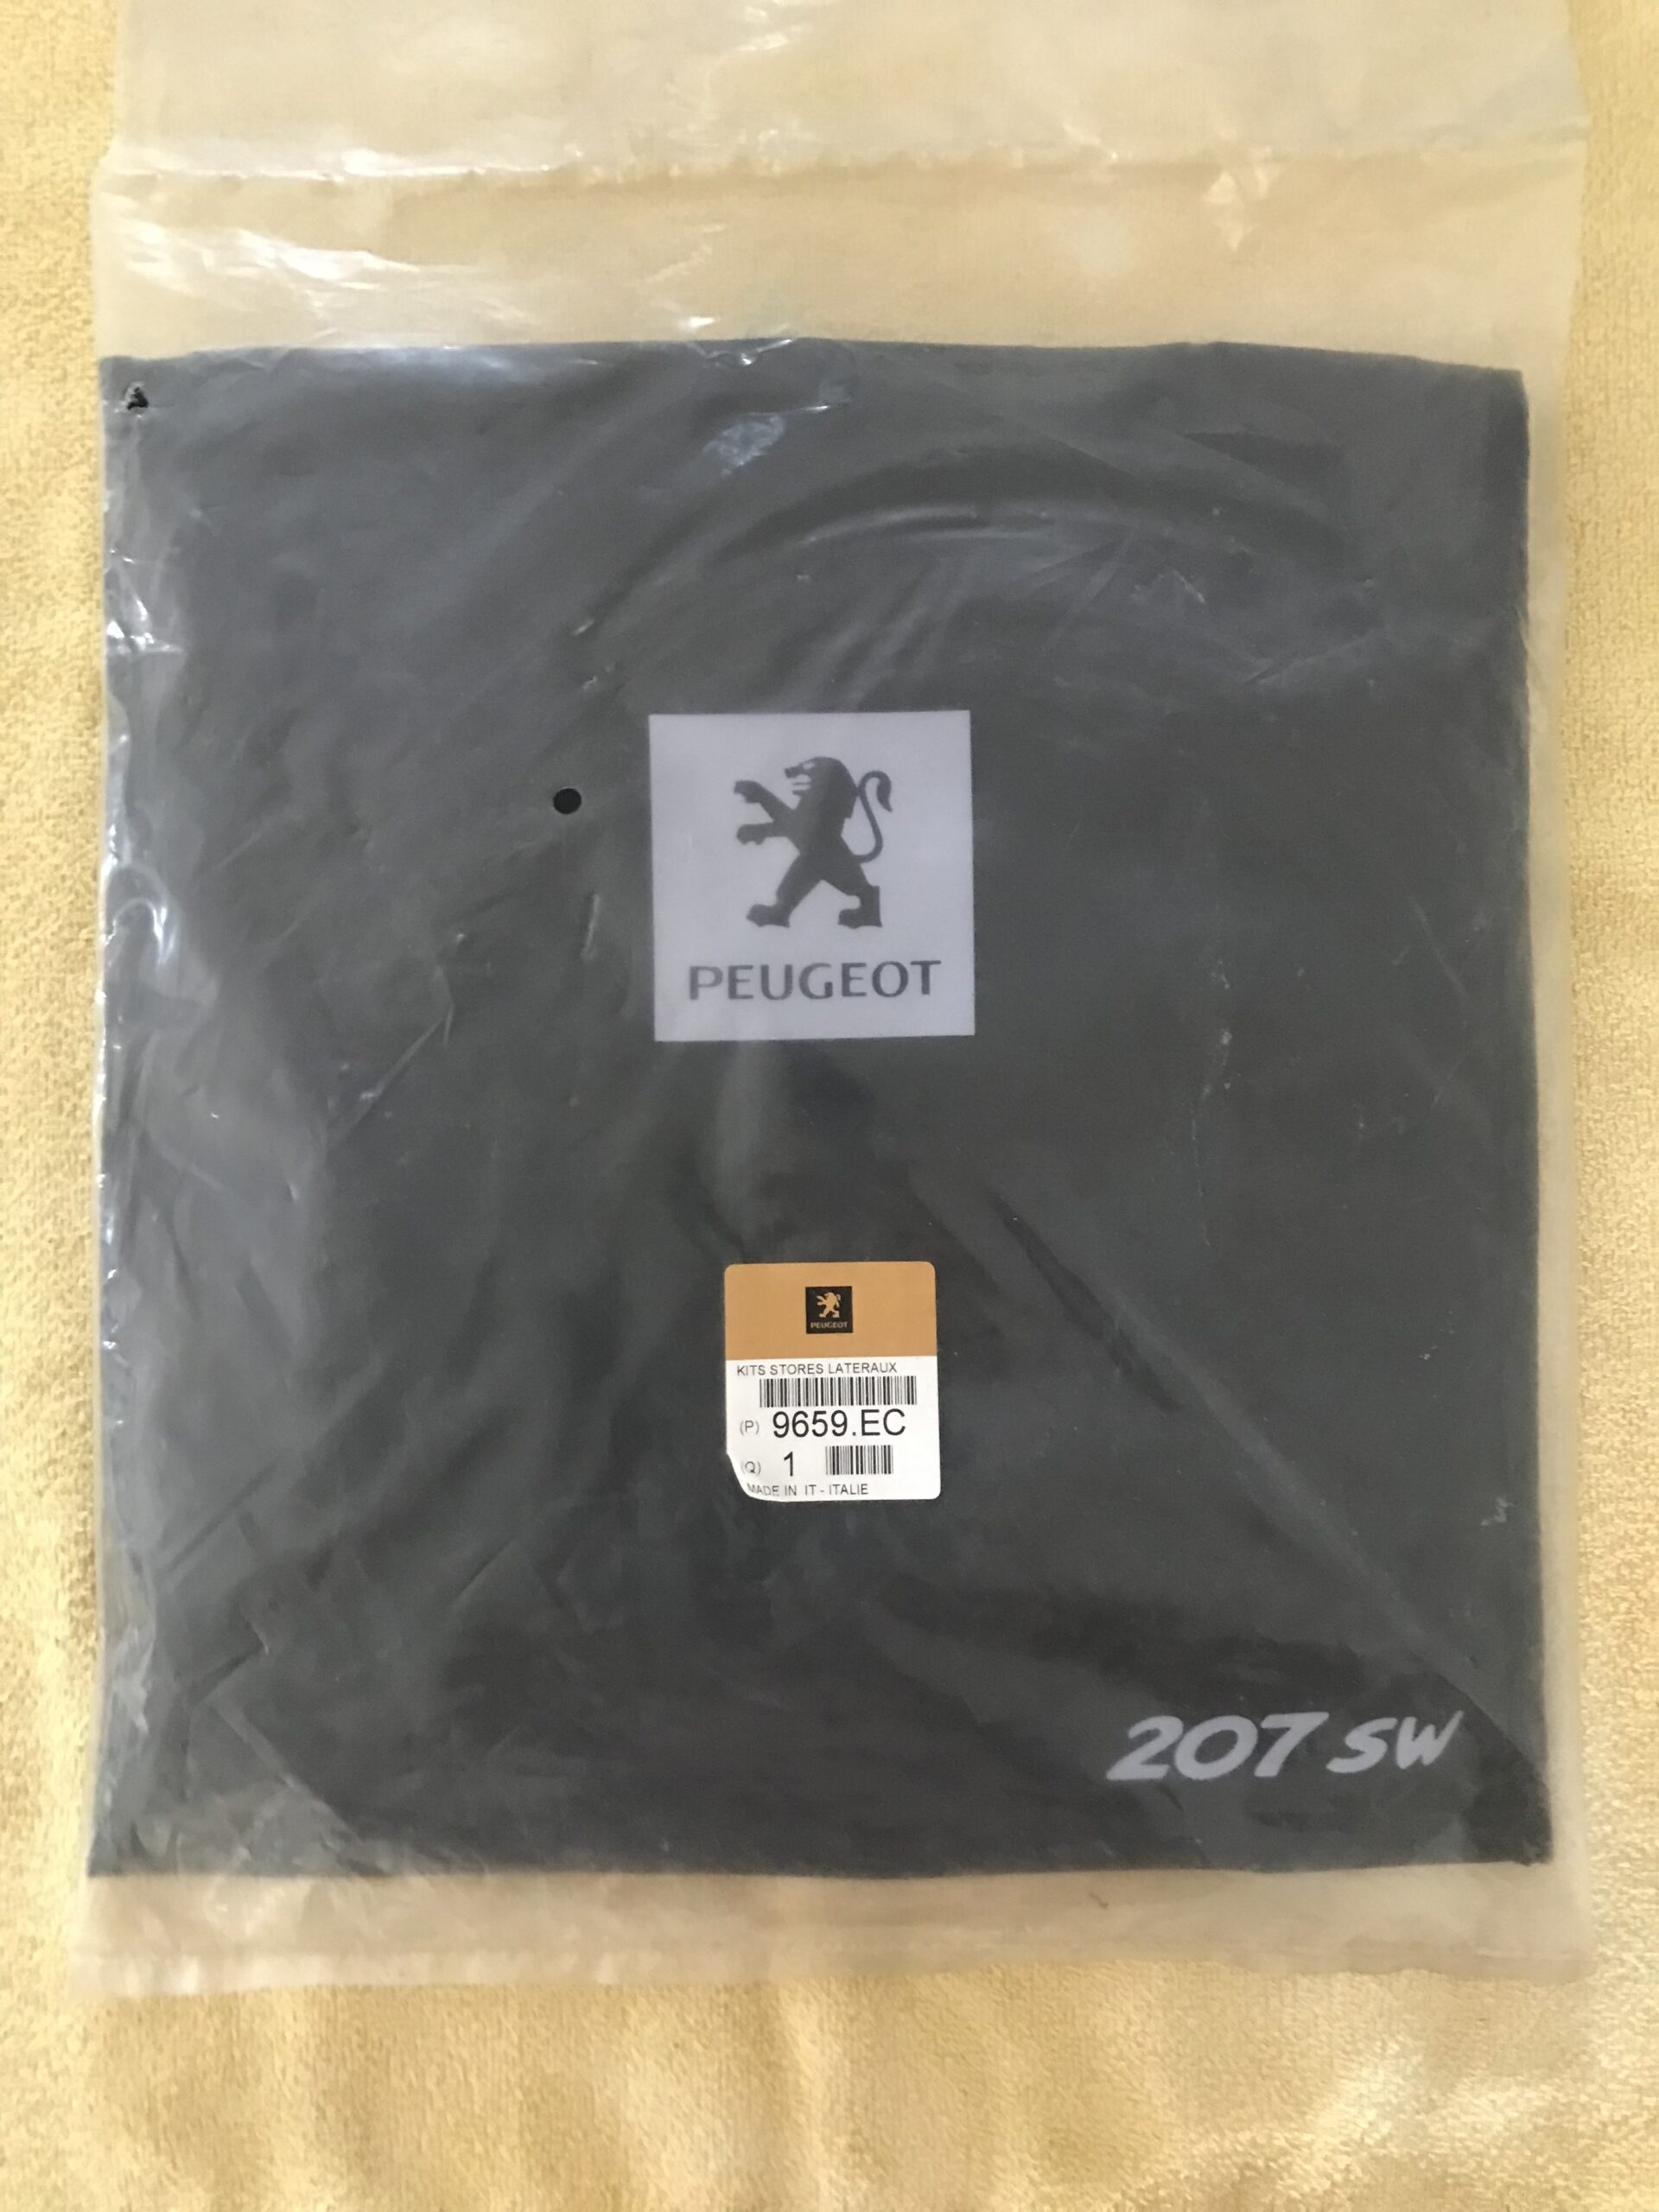 PEUGEOT
PEUGEOT
KITS STORES LATERAUX
(P) 9659.EC
(Q) 1
MADE IN IT - ITALIE
207 SW